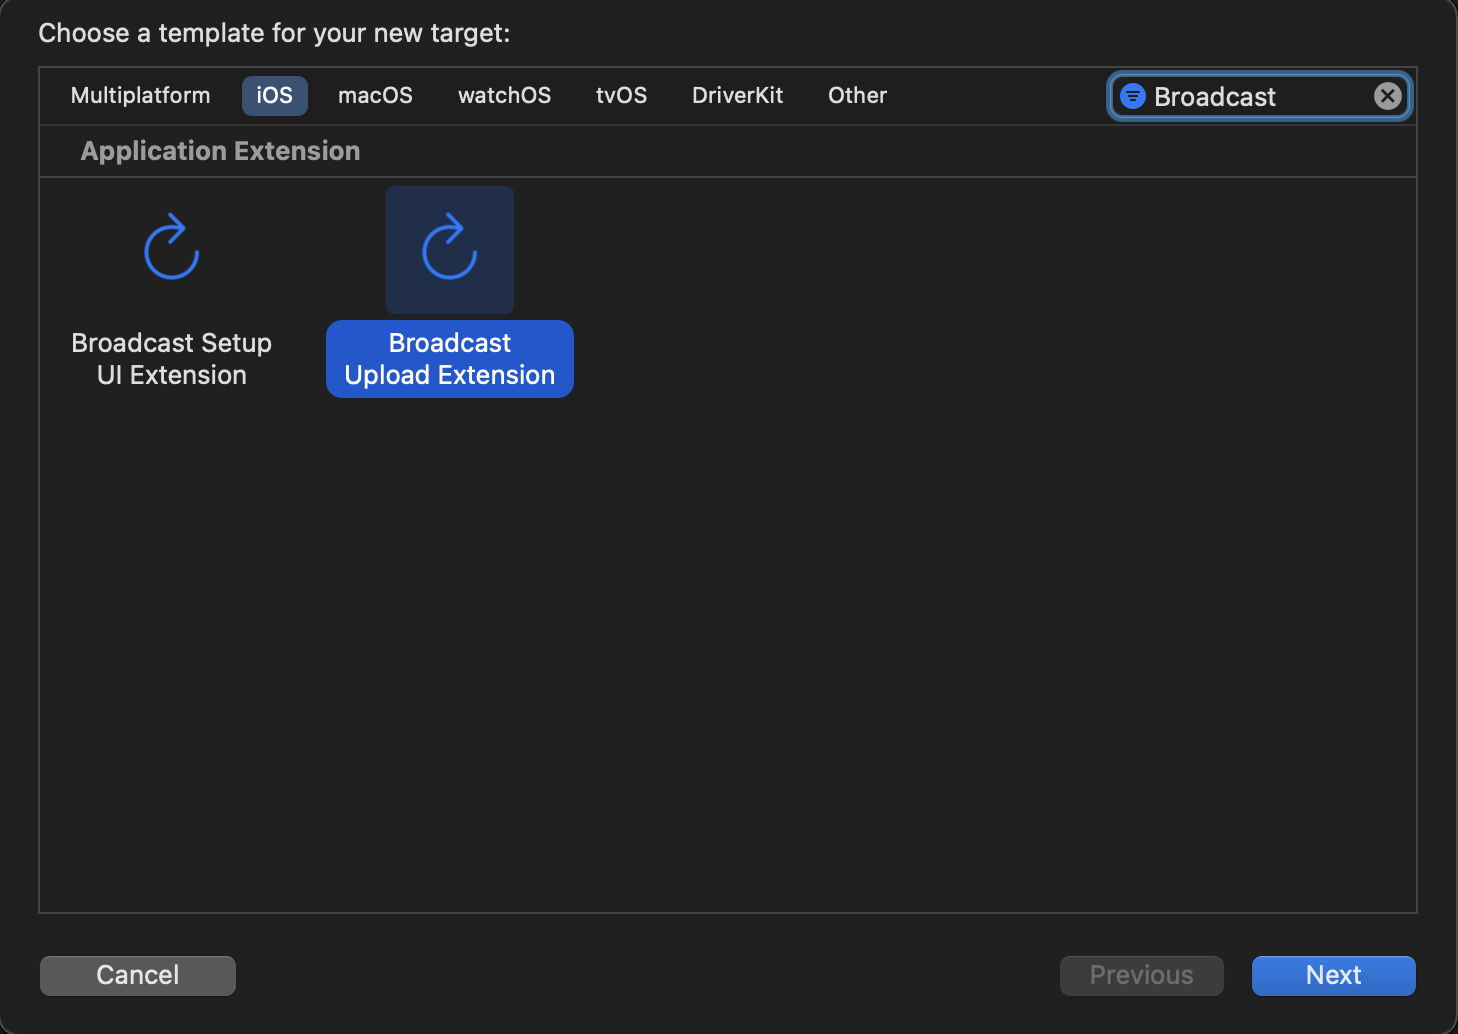 Choose a template for your new target:
Multiplatform iOS macOS watchOS tvOS DriverKit Other Broadcast
Application Extension
Broadcast Setup
UI Extension
Broadcast
Upload Extension
Cancel Previous Next